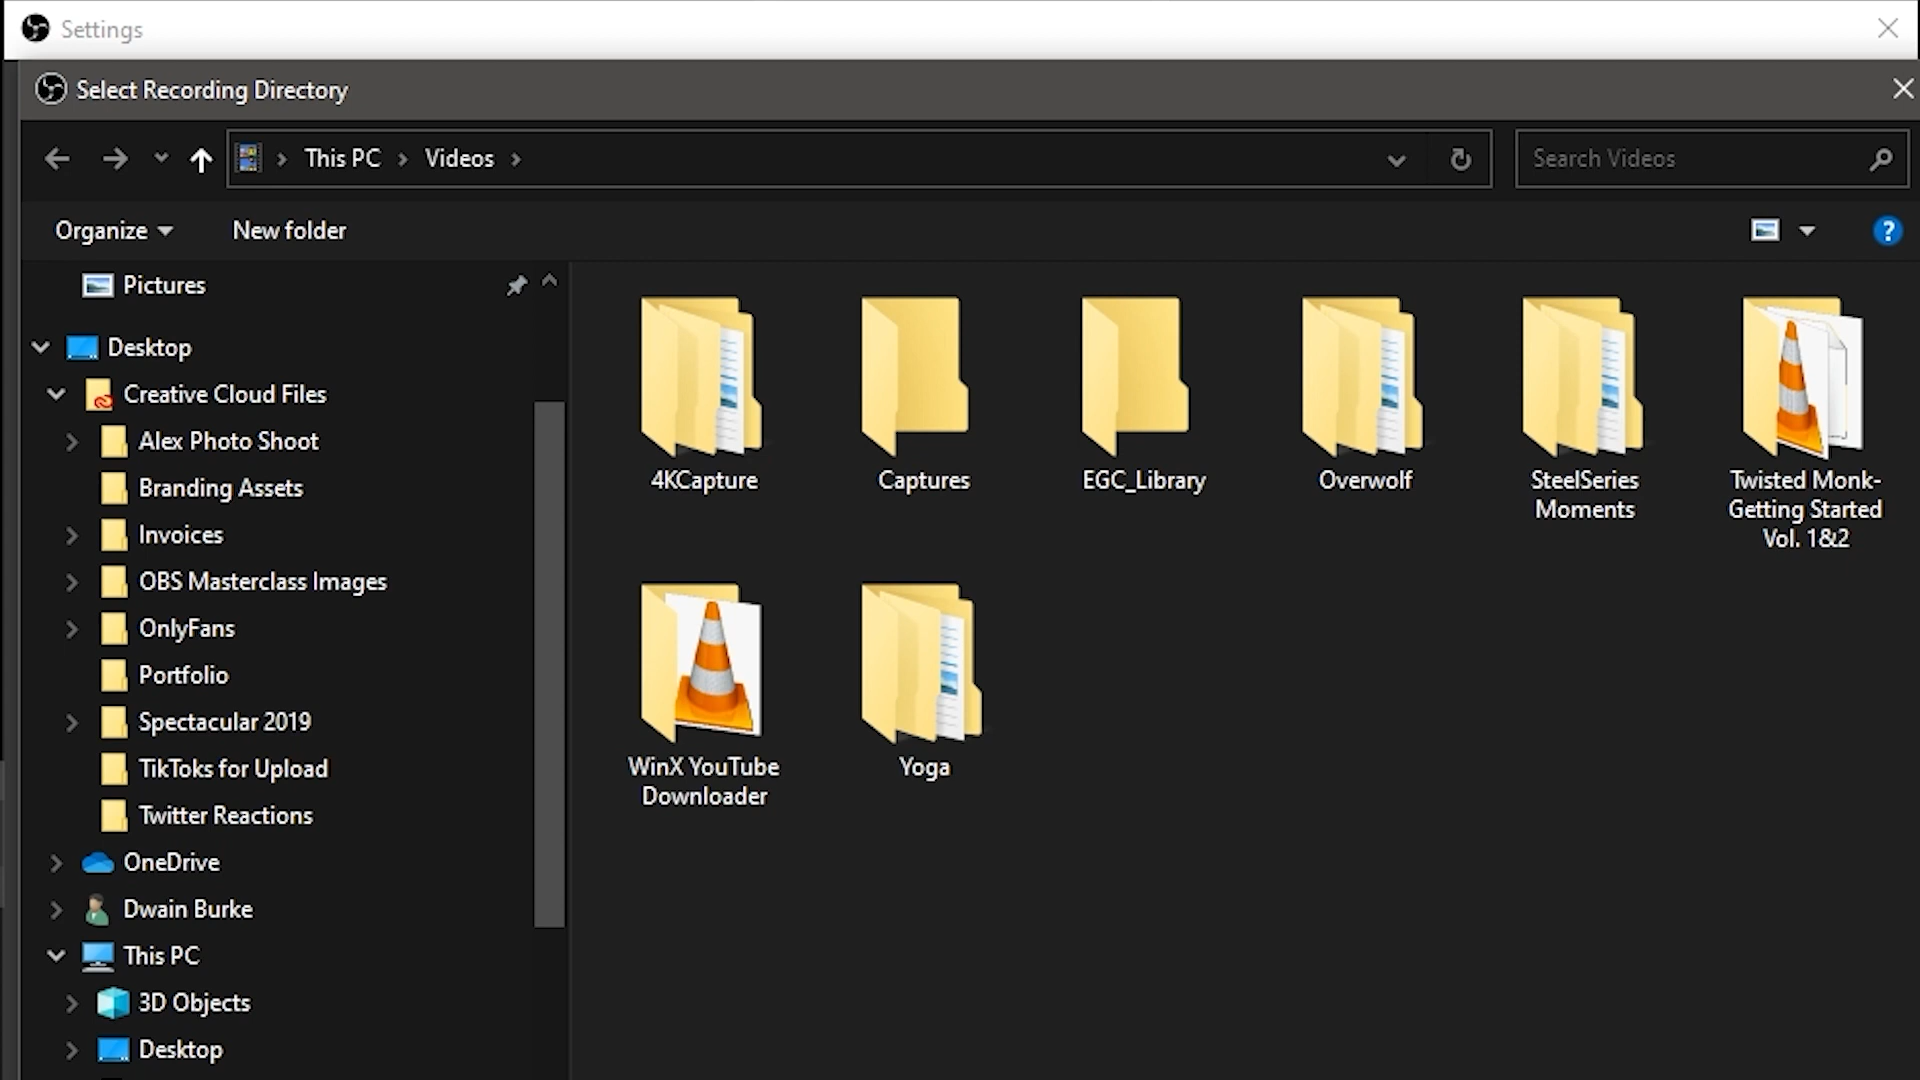 Settings
Select Recording Directory
This PC
Videos
Search Videos
Organize
New folder
?
Pictures
Desktop
Creative Cloud Files
Alex Photo Shoot
Branding Assets
Invoices
OBS Masterclass Images
OnlyFans
Portfolio
Spectacular 2019
TikToks for Upload
Twitter Reactions
OneDrive
Dwain Burke
This PC
3D Objects
Desktop
4KCapture
Captures
EGC_Library
Overwolf
SteelSeries
Moments
Twisted Monk-
Getting Started
Vol. 1&2
WinX YouTube
Downloader
Yoga